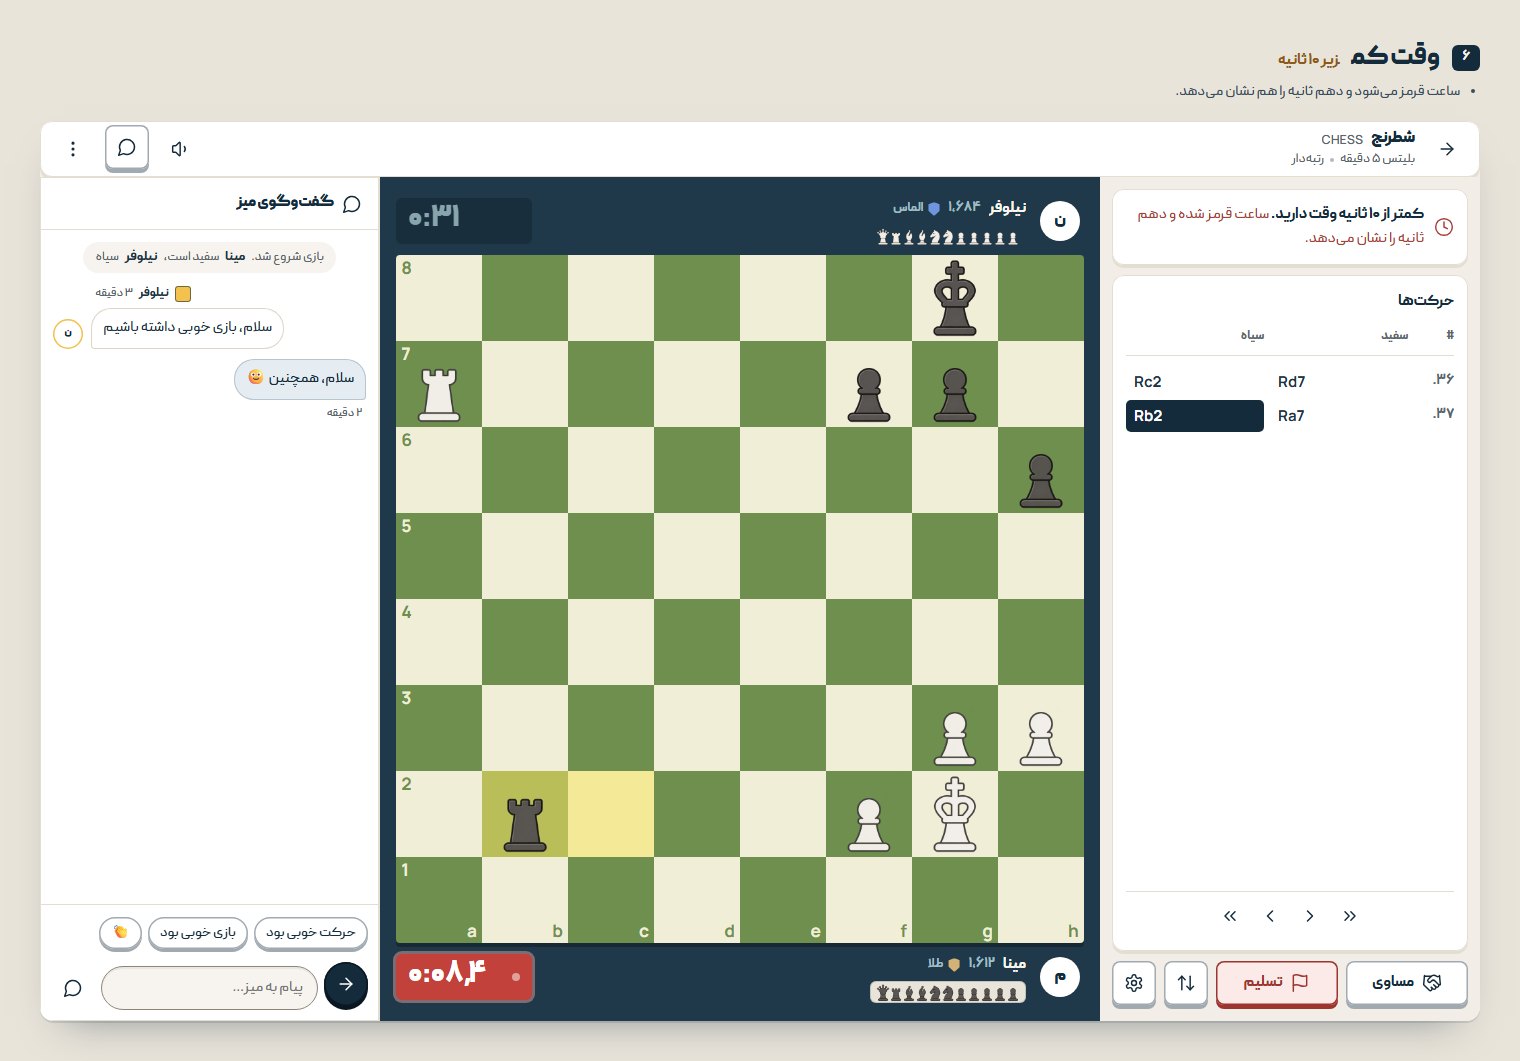 ۶
وقت کم زیر ۱۰ ثانیه
• ساعت قرمز می‌شود و دهم ثانیه را هم نشان می‌دهد.
شطرنج CHESS
بلیتس ۵ دقیقه • رتبه‌دار
کمتر از ۱۰ ثانیه وقت دارید. ساعت قرمز شده و دهم
ثانیه را نشان می‌دهد.
حرکت‌ها
# سفید سیاه
۳۶. Rd7 Rc2
۳۷. Ra7 Rb2
مساوی
تسلیم
ن
نیلوفر ۱٬۶۸۴ الماس
۰:۳۱
8
7
6
5
4
3
2
1
a b c d e f g h
م
مینا ۱٬۶۱۲ طلا
۰:۰۸٫۴
گفت‌وگوی میز
بازی شروع شد. مینا سفید است، نیلوفر سیاه
نیلوفر ۳ دقیقه
ن
سلام، بازی خوبی داشته باشیم
سلام، همچنین 🙂
۲ دقیقه
حرکت خوبی بود
بازی خوبی بود
👏
پیام به میز...